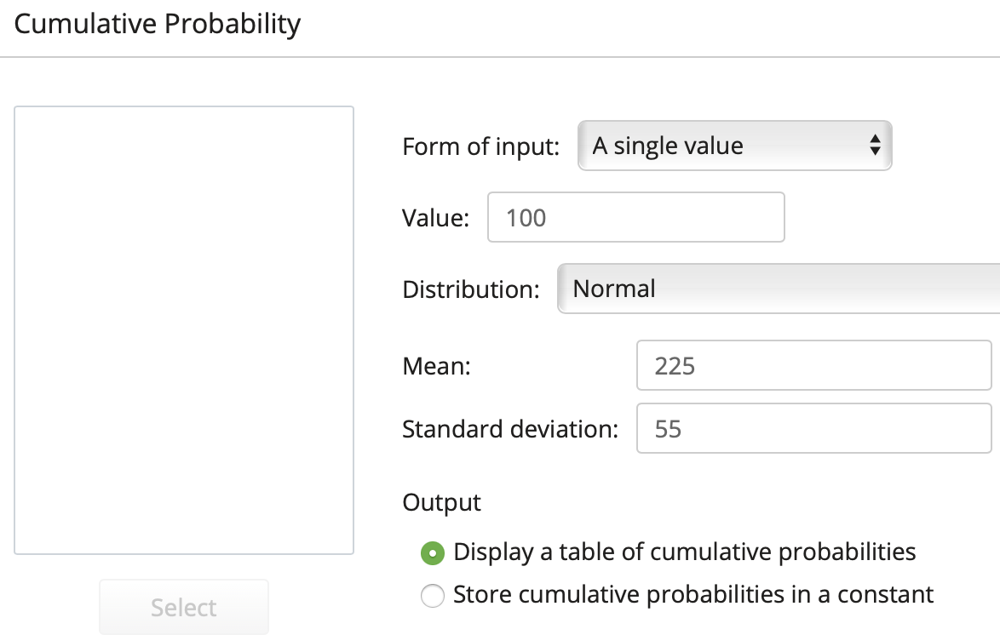 Cumulative Probability
Form of input: A single value
Value: 100
Distribution: Normal
Mean: 225
Standard deviation: 55
Output
Display a table of cumulative probabilities
Store cumulative probabilities in a constant
Select